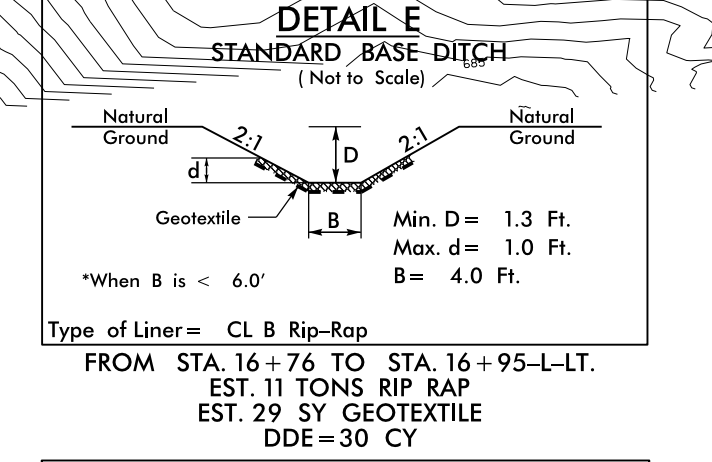 DETAIL E
STANDARD BASE DITCH
685
( Not to Scale)
Natural
Ground
2:1
2:1
Natural
Ground
D
d
Geotextile
B
Min. D = 1.3 Ft.
Max. d = 1.0 Ft.
B = 4.0 Ft.
*When B is < 6.0'
Type of Liner = CL B Rip-Rap
FROM STA. 16+76 TO STA. 16+95-L-LT.
EST. 11 TONS RIP RAP
EST. 29 SY GEOTEXTILE
DDE = 30 CY